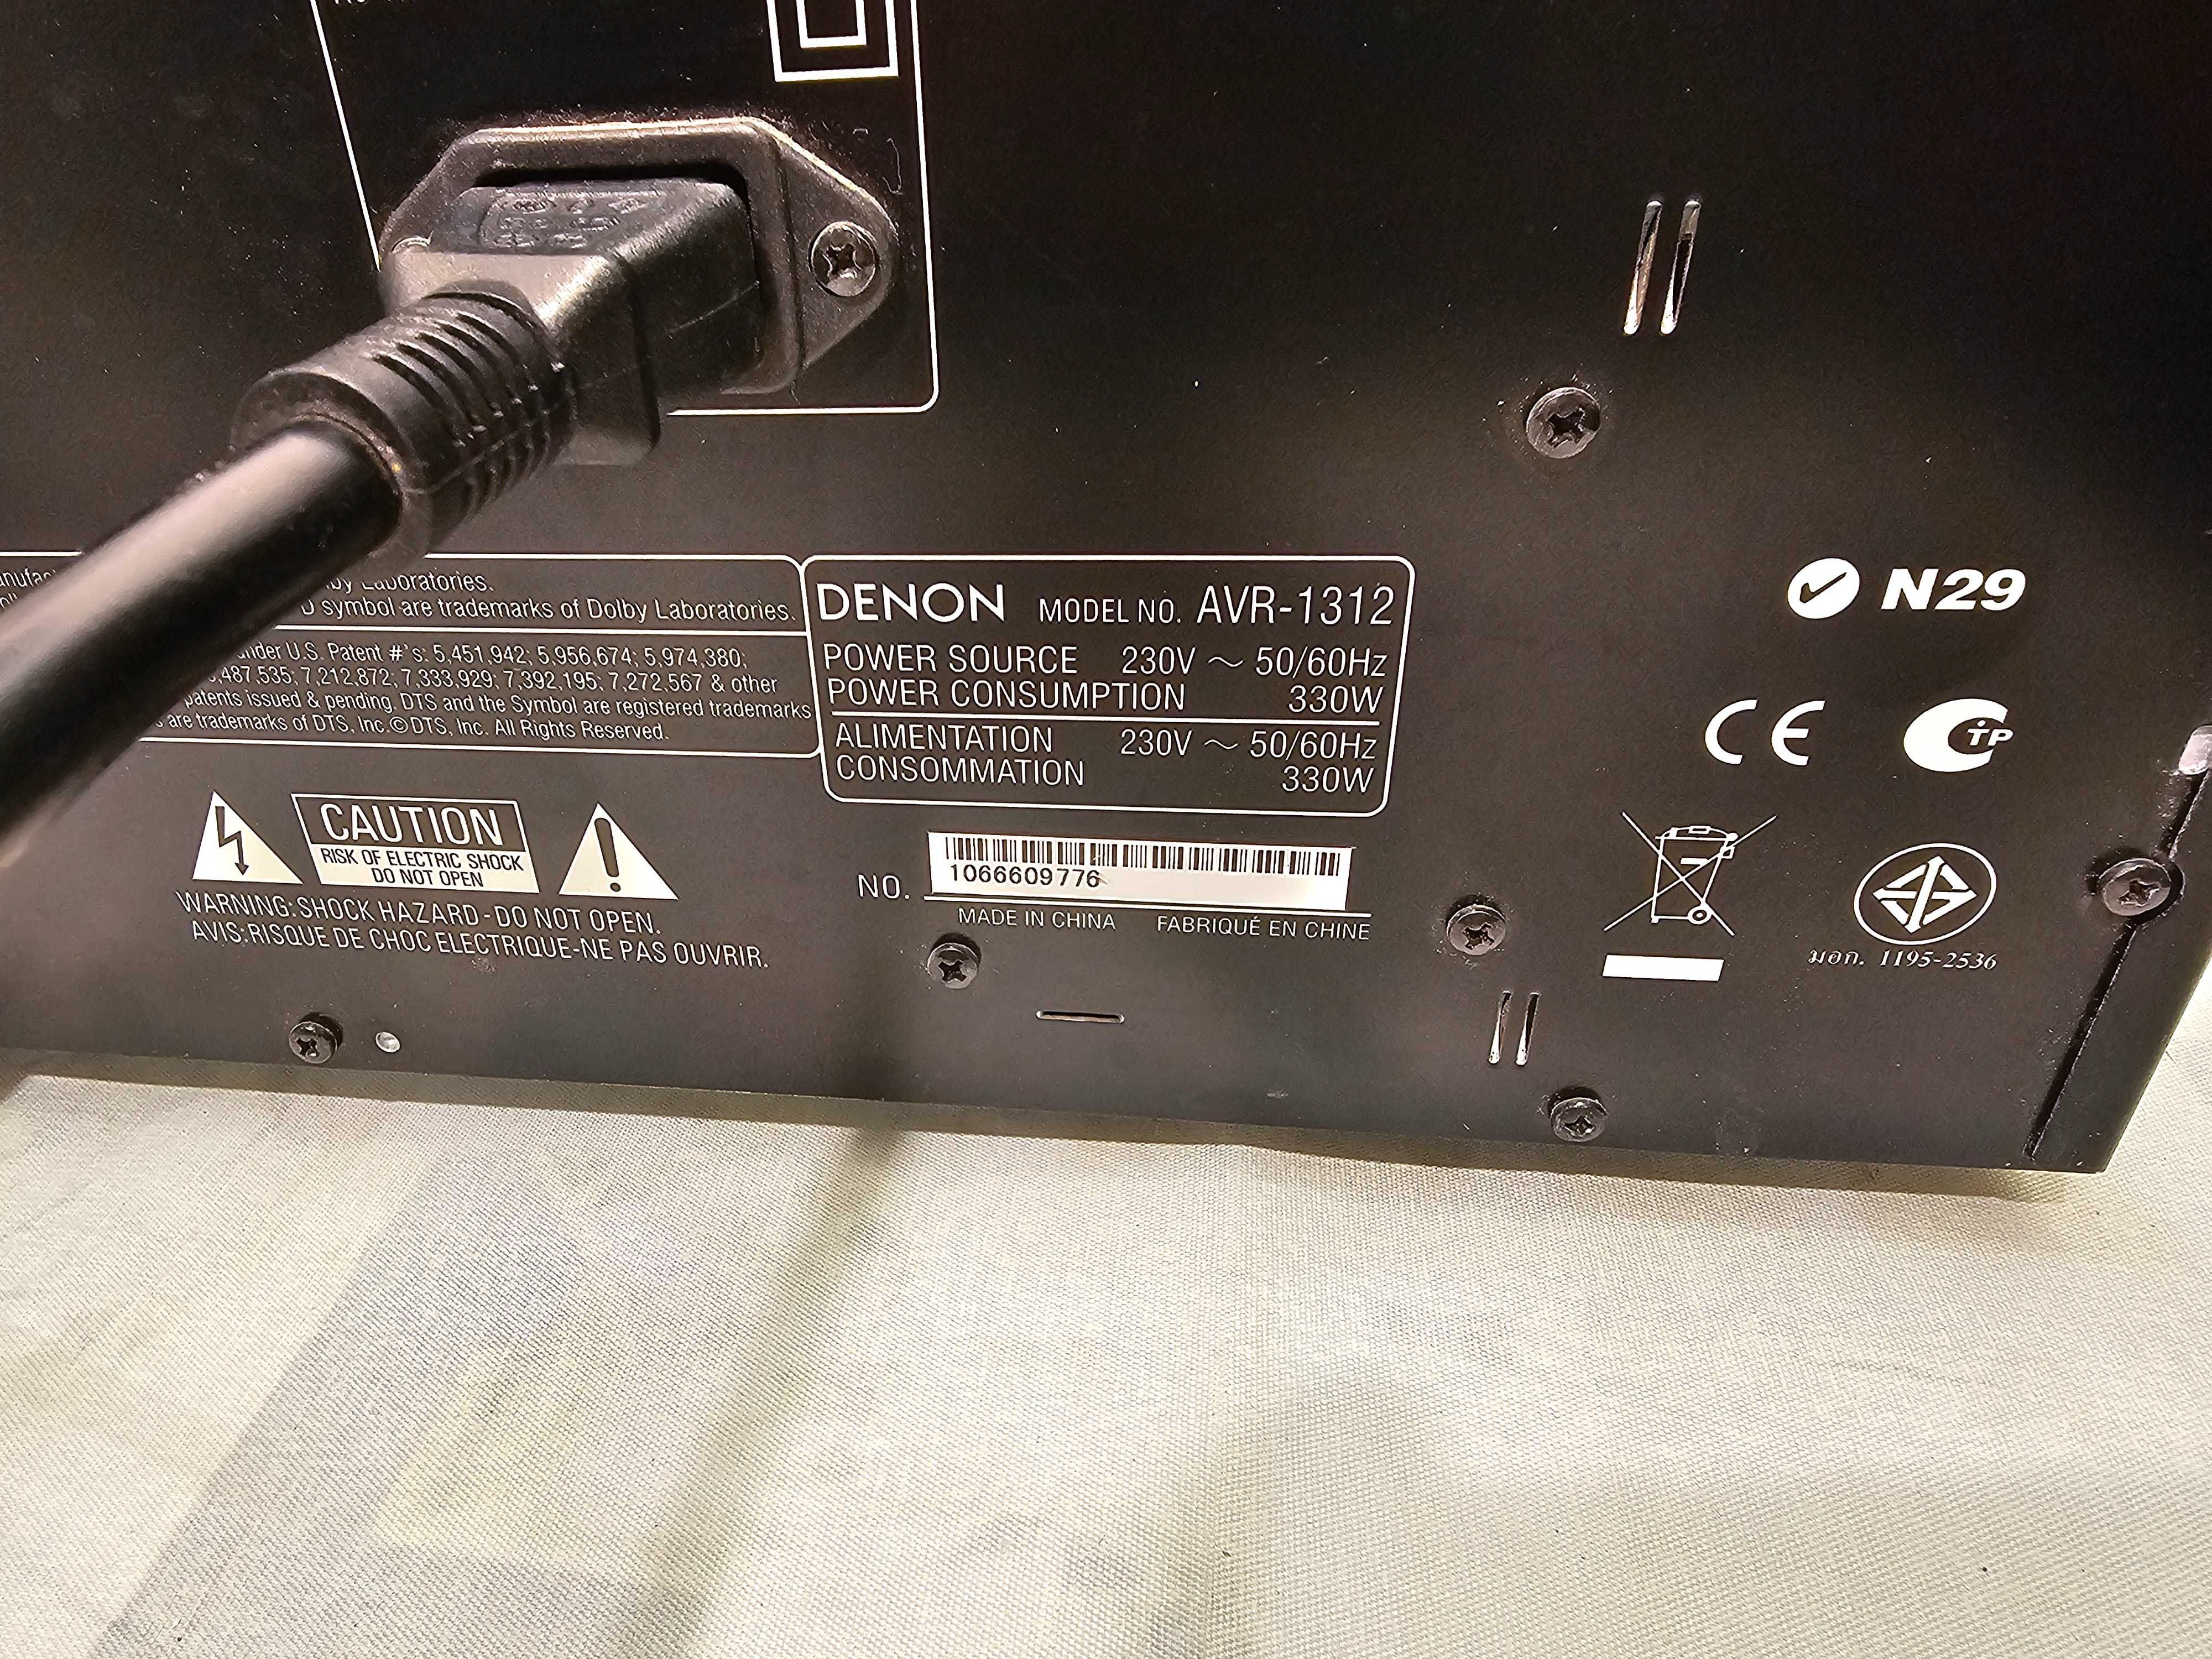 Laboratories.
D symbol are trademarks of Dolby Laboratories.
under U.S. Patent #'s: 5,451,942; 5,956,674; 5,974,380;
7,212,872; 7,333,929; 7,392,195; 7,272,567 & other
patents issued & pending. DTS and the Symbol are registered trademarks
are trademarks of DTS, Inc. © DTS, Inc. All Rights Reserved.
DENON MODEL NO. AVR-1312
POWER SOURCE 230V ~ 50/60Hz
POWER CONSUMPTION 330W
ALIMENTATION 230V ~ 50/60Hz
CONSOMMATION 330W
N29
CE
CAUTION
RISK OF ELECTRIC SHOCK
DO NOT OPEN
WARNING: SHOCK HAZARD - DO NOT OPEN.
AVIS: RISQUE DE CHOC ELECTRIQUE-NE PAS OUVRIR.
NO. 1066609776
MADE IN CHINA FABRIQUÉ EN CHINE
มอก. 1195-2536